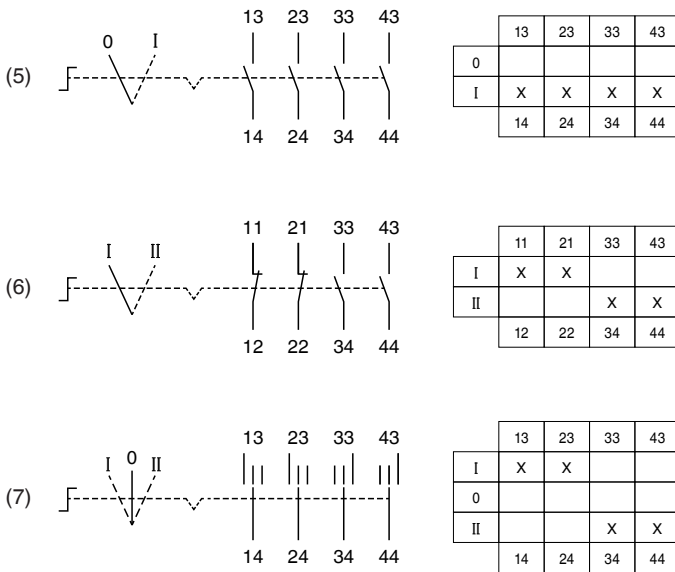 13 23 33 43
0 I
(5)
14 24 34 44
13 23 33 43
0
I X X X X
14 24 34 44
11 21 33 43
I II
(6)
12 22 34 44
11 21 33 43
I X X
II X X
12 22 34 44
13 23 33 43
I 0 II
(7)
14 24 34 44
13 23 33 43
I X X
0
II X X
14 24 34 44